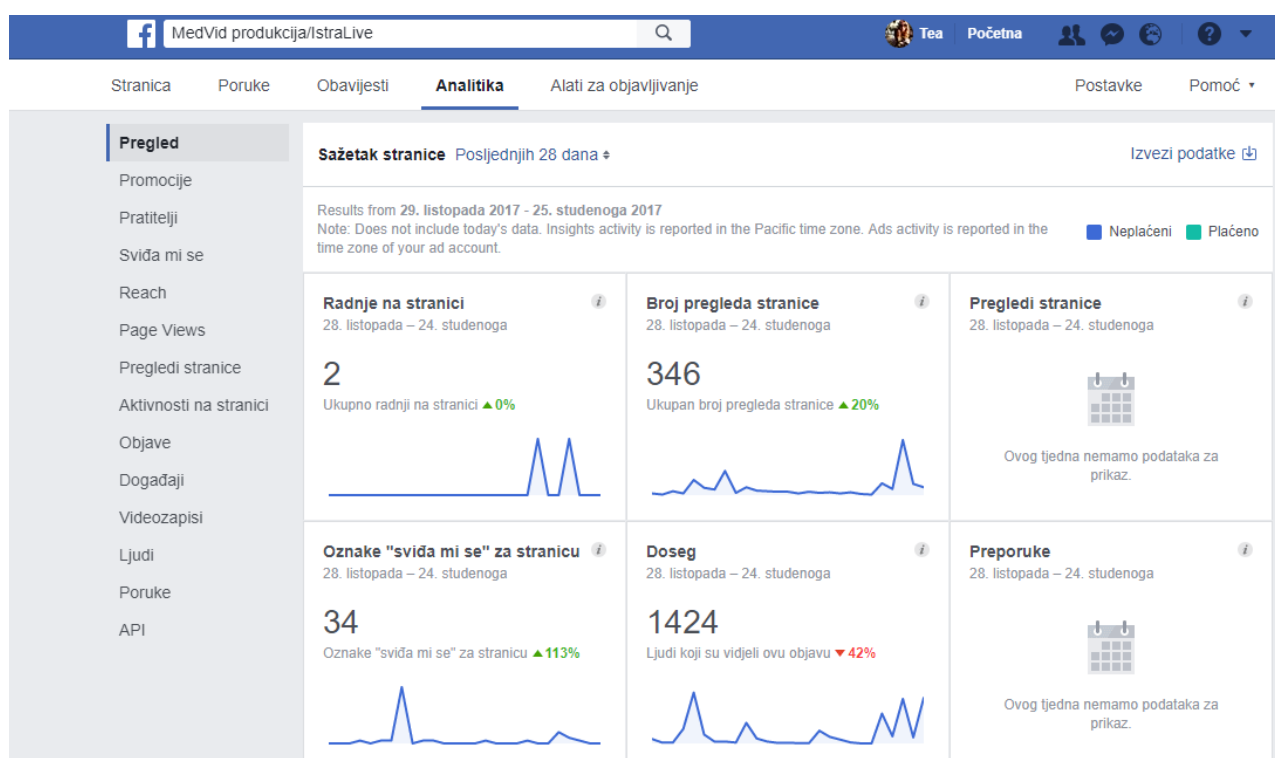 f MedVid produkcija/IstraLive Tea Početna ?
Stranica Poruke Obavijesti Analitika Alati za objavljivanje Postavke Pomoć
Pregled
Promocije
Pratitelji
Sviđa mi se
Reach
Page Views
Pregledi stranice
Aktivnosti na stranici
Objave
Događaji
Videozapisi
Ljudi
Poruke
API
Sažetak stranice Posljednjih 28 dana Izvezi podatke
Results from 29. listopada 2017 - 25. studenoga 2017
Note: Does not include today's data. Insights activity is reported in the Pacific time zone. Ads activity is reported in the
time zone of your ad account.
Neplaćeni Plaćeno
Radnje na stranici i
28. listopada – 24. studenoga
2
Ukupno radnji na stranici ▲0%
Broj pregleda stranice i
28. listopada – 24. studenoga
346
Ukupan broj pregleda stranice ▲20%
Pregledi stranice i
28. listopada – 24. studenoga
Ovog tjedna nemamo podataka za
prikaz.
Oznake "sviđa mi se" za stranicu i
28. listopada – 24. studenoga
34
Oznake "sviđa mi se" za stranicu ▲113%
Doseg i
28. listopada – 24. studenoga
1424
Ljudi koji su vidjeli ovu objavu ▼42%
Preporuke i
28. listopada – 24. studenoga
Ovog tjedna nemamo podataka za
prikaz.